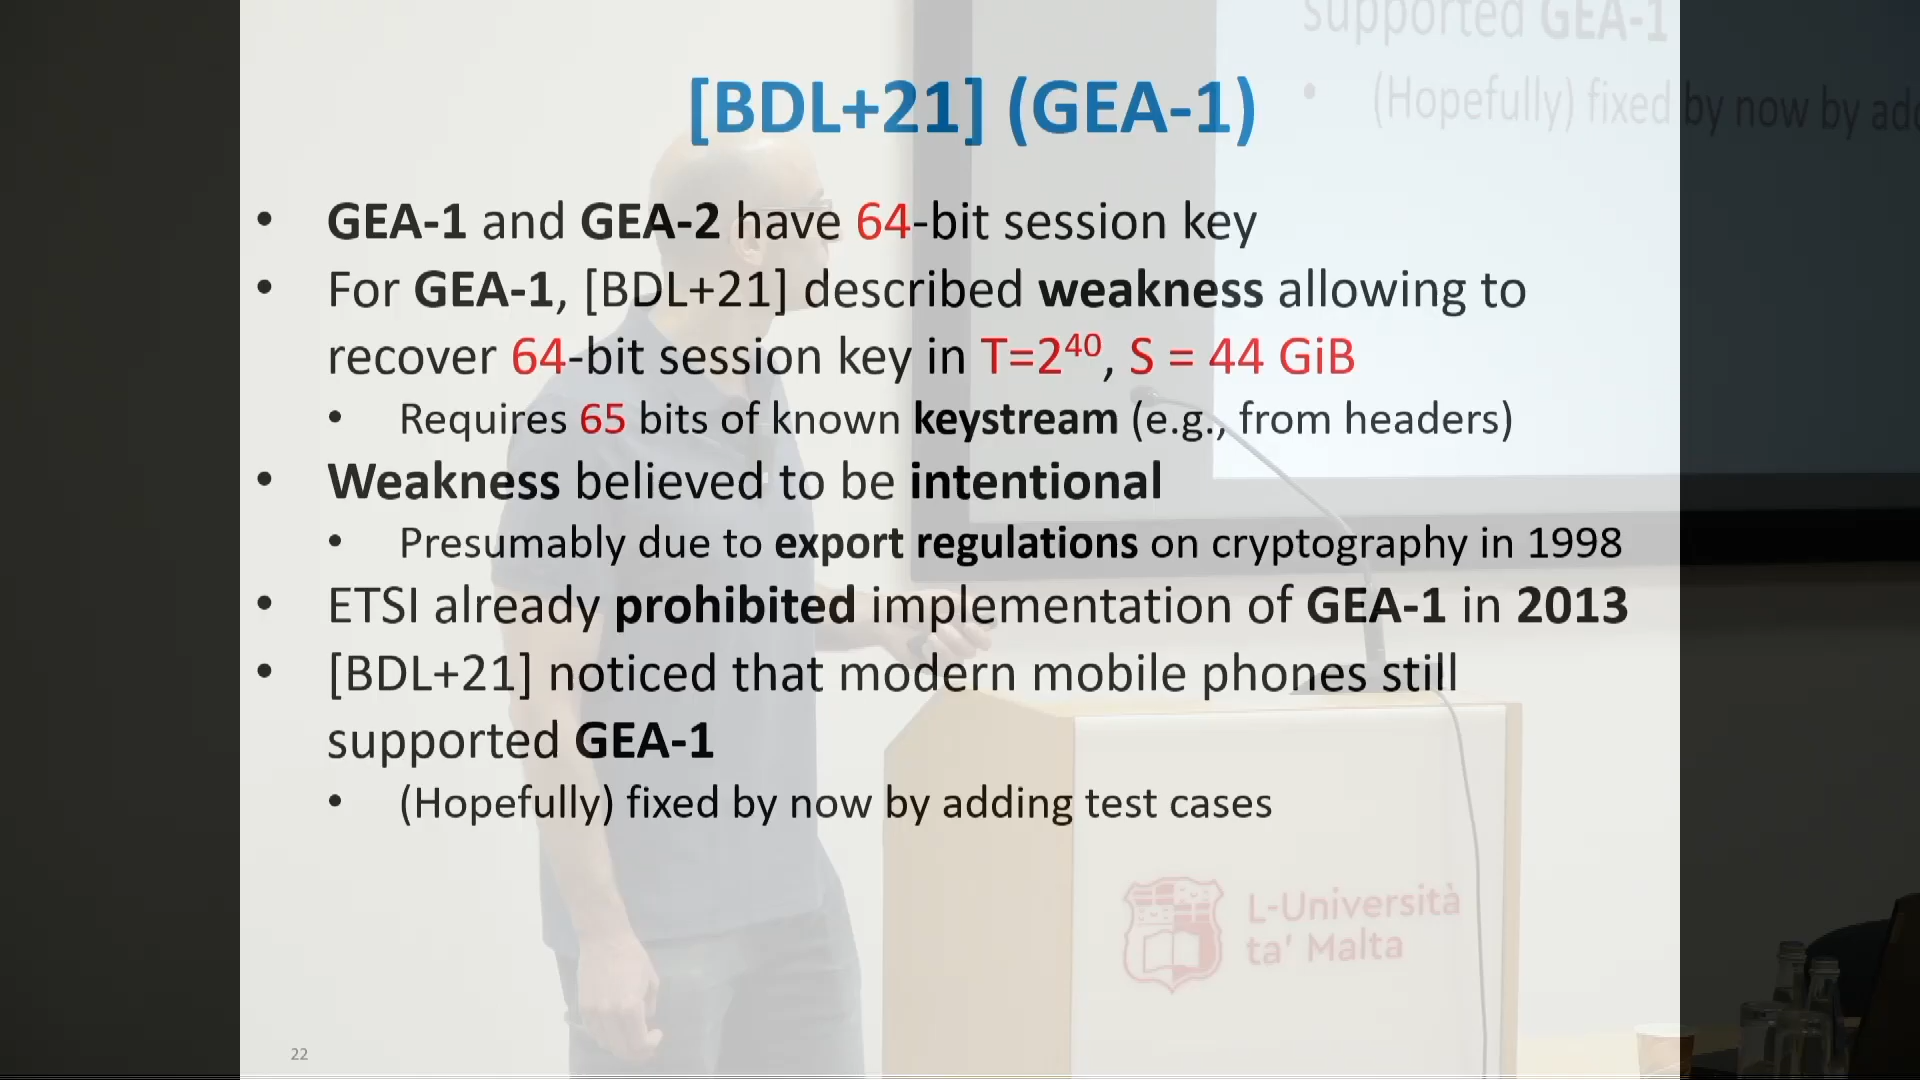 supported GEA-1
(Hopefully) fixed by now by
[BDL+21] (GEA-1)
• GEA-1 and GEA-2 have 64-bit session key
• For GEA-1, [BDL+21] described weakness allowing to
recover 64-bit session key in T=2⁴⁰, S = 44 GiB
• Requires 65 bits of known keystream (e.g., from headers)
• Weakness believed to be intentional
• Presumably due to export regulations on cryptography in 1998
• ETSI already prohibited implementation of GEA-1 in 2013
• [BDL+21] noticed that modern mobile phones still
supported GEA-1
• (Hopefully) fixed by now by adding test cases
L-Università
ta' Malta
22